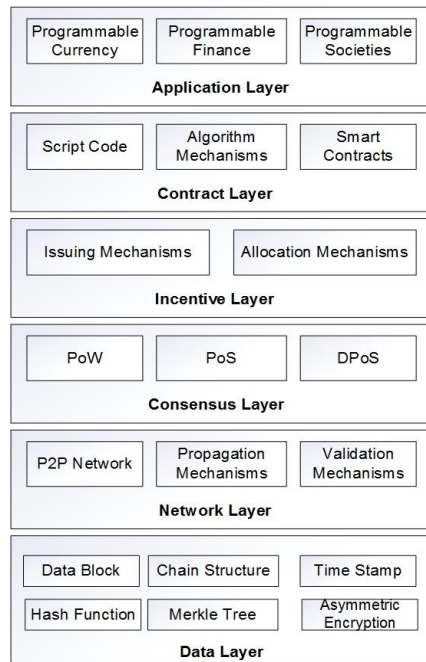 Programmable
Currency
Programmable
Finance
Programmable
Societies
Application Layer
Script Code
Algorithm
Mechanisms
Smart
Contracts
Contract Layer
Issuing Mechanisms
Allocation Mechanisms
Incentive Layer
PoW
PoS
DPoS
Consensus Layer
P2P Network
Propagation
Mechanisms
Validation
Mechanisms
Network Layer
Data Block
Chain Structure
Time Stamp
Hash Function
Merkle Tree
Asymmetric
Encryption
Data Layer